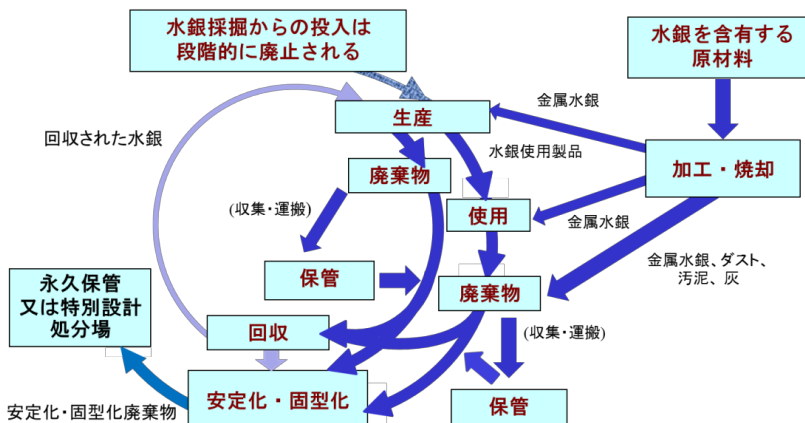 水銀採掘からの投入は
段階的に廃止される
水銀を含有する
原材料
金属水銀
生産
回収された水銀
水銀使用製品
廃棄物
加工・焼却
(収集・運搬)
使用
金属水銀
金属水銀、ダスト、
汚泥、灰
保管
廃棄物
永久保管
又は特別設計
処分場
回収
(収集・運搬)
安定化・固型化
保管
安定化・固型化廃棄物